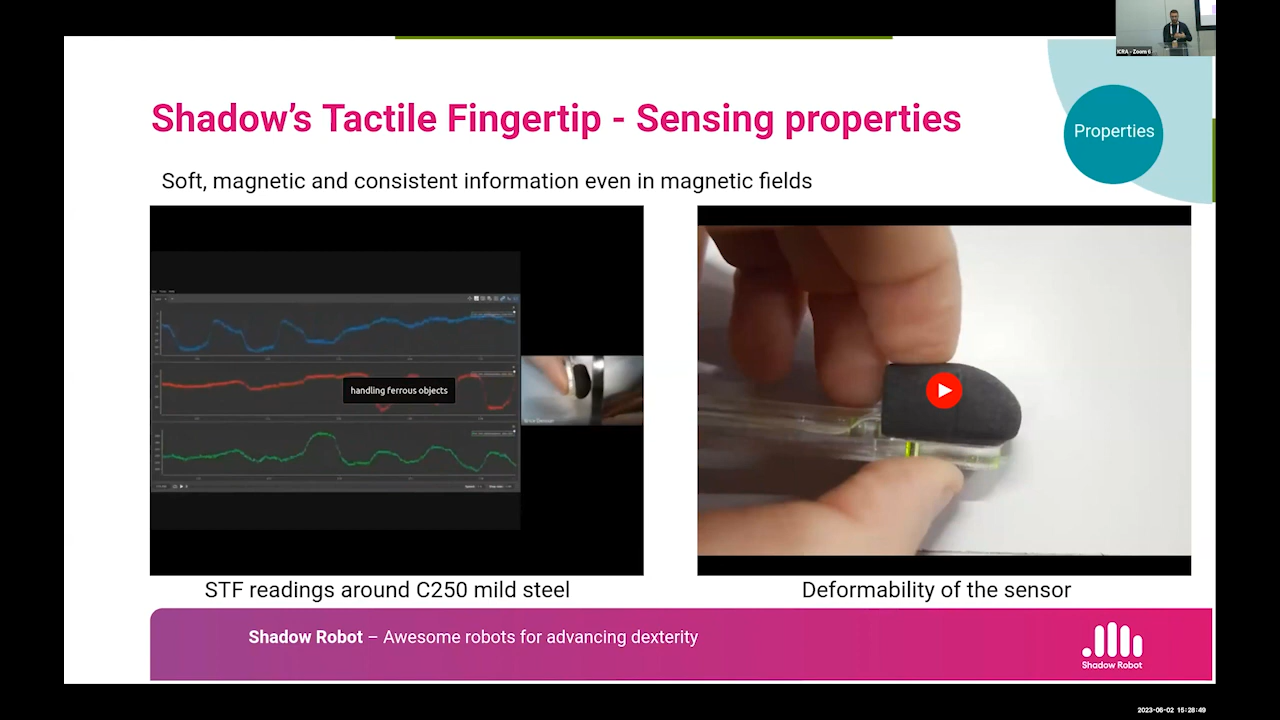 ICRA - Zoom 6
Shadow's Tactile Fingertip - Sensing properties
Properties
Soft, magnetic and consistent information even in magnetic fields
handling ferrous objects
STF readings around C250 mild steel
Deformability of the sensor
Shadow Robot – Awesome robots for advancing dexterity
Shadow Robot
2023-06-02 15:28:49